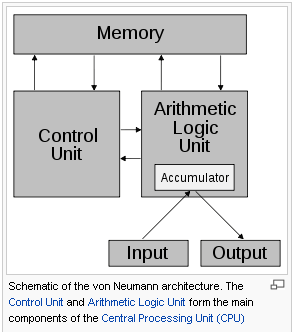 Memory
Control
Unit
Arithmetic
Logic
Unit
Accumulator
Input
Output
Schematic of the von Neumann architecture. The
Control Unit and Arithmetic Logic Unit form the main
components of the Central Processing Unit (CPU)